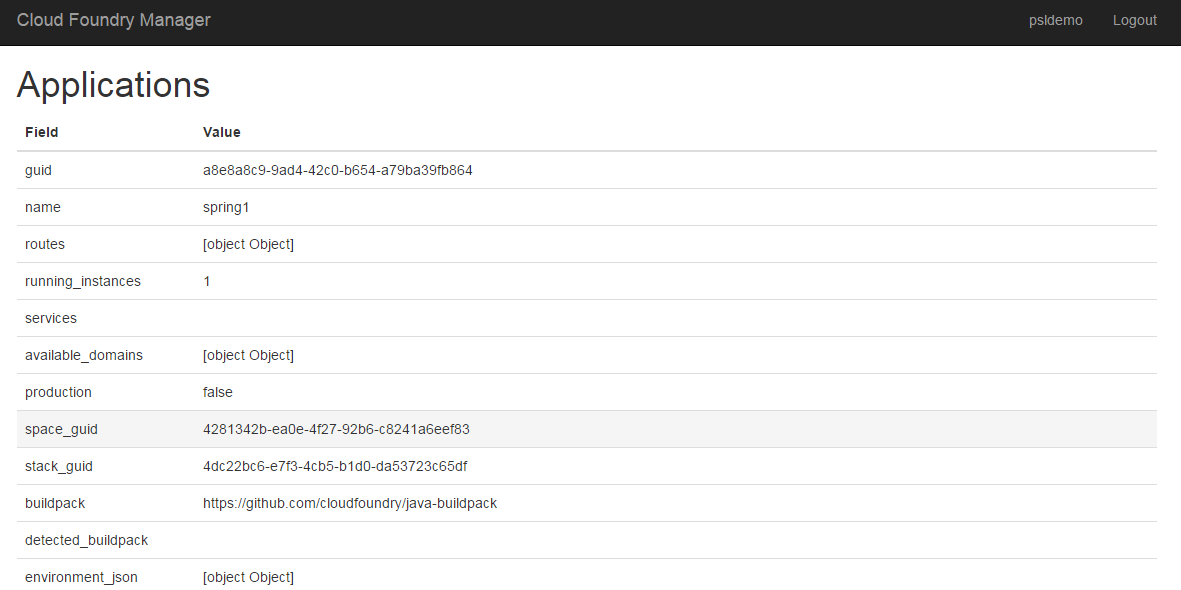 Cloud Foundry Manager psldemo Logout
Applications
Field Value
guid a8e8a8c9-9ad4-42c0-b654-a79ba39fb864
name spring1
routes [object Object]
running_instances 1
services
available_domains [object Object]
production false
space_guid 4281342b-ea0e-4f27-92b6-c8241a6eef83
stack_guid 4dc22bc6-e7f3-4cb5-b1d0-da53723c65df
buildpack https://github.com/cloudfoundry/java-buildpack
detected_buildpack
environment_json [object Object]